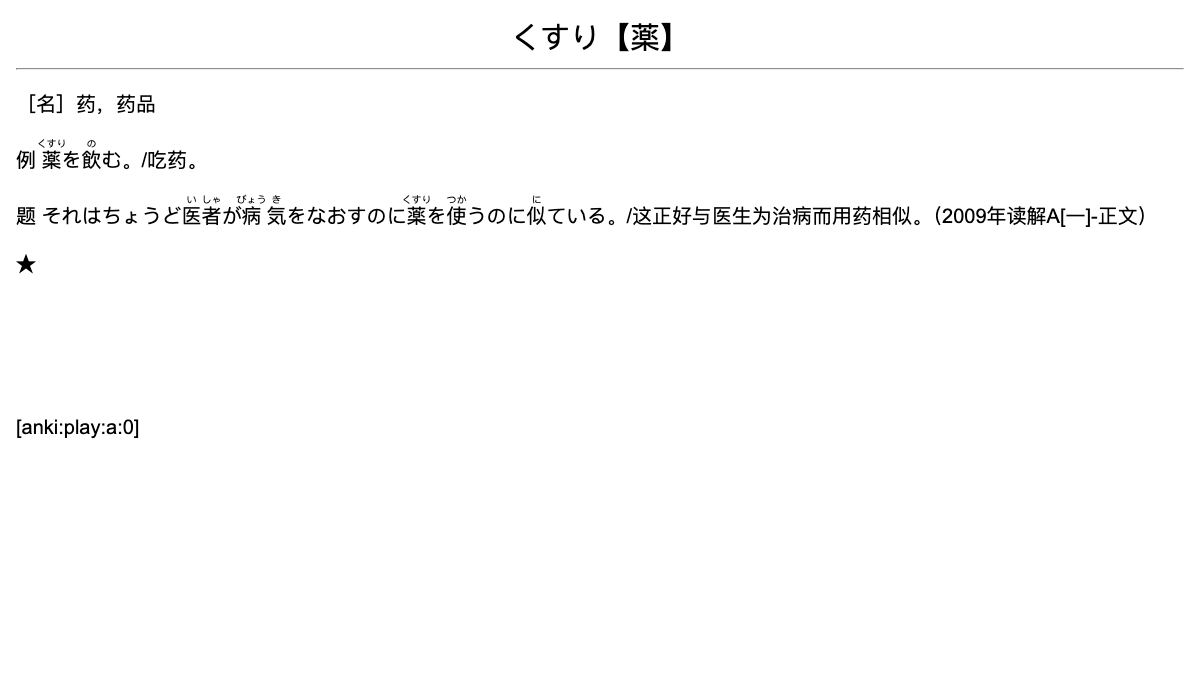 くすり【薬】
［名］药，药品
くすり の
例 薬を飲む。/吃药。
い しゃ びょう き くすり つか に
题 それはちょうど医者が病気をなおすのに薬を使うのに似ている。/这正好与医生为治病而用药相似。（2009年读解A[一]-正文）
★
[anki:play:a:0]